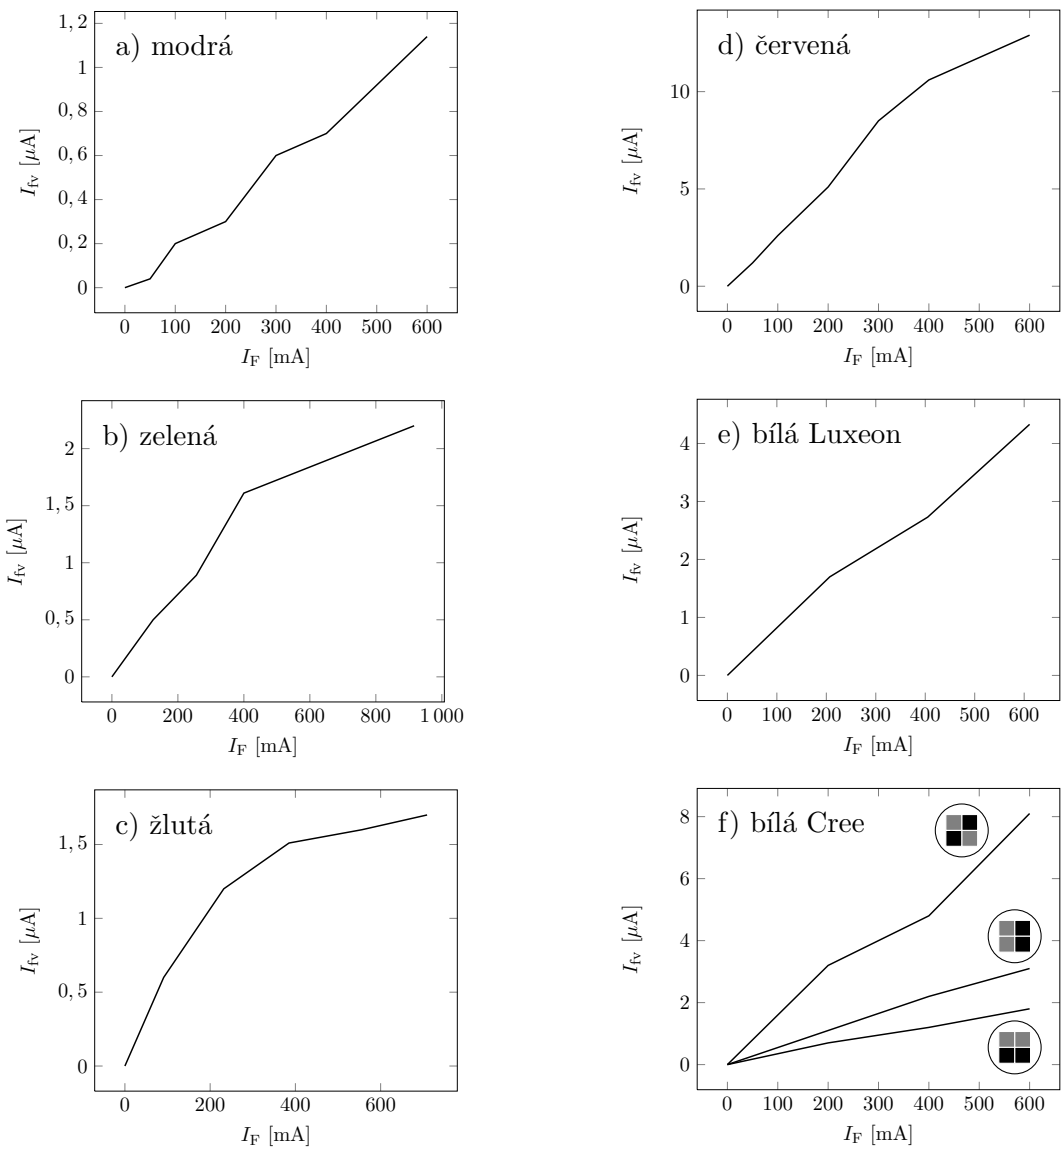 a) modrá
1,2
1
0,8
0,6
0,4
0,2
0
I_fv [μA]
0 100 200 300 400 500 600
I_F [mA]
d) červená
10
5
0
I_fv [μA]
0 100 200 300 400 500 600
I_F [mA]
b) zelená
2
1,5
1
0,5
0
I_fv [μA]
0 200 400 600 800 1 000
I_F [mA]
e) bílá Luxeon
4
3
2
1
0
I_fv [μA]
0 100 200 300 400 500 600
I_F [mA]
c) žlutá
1,5
1
0,5
0
I_fv [μA]
0 200 400 600
I_F [mA]
f) bílá Cree
8
6
4
2
0
I_fv [μA]
0 100 200 300 400 500 600
I_F [mA]